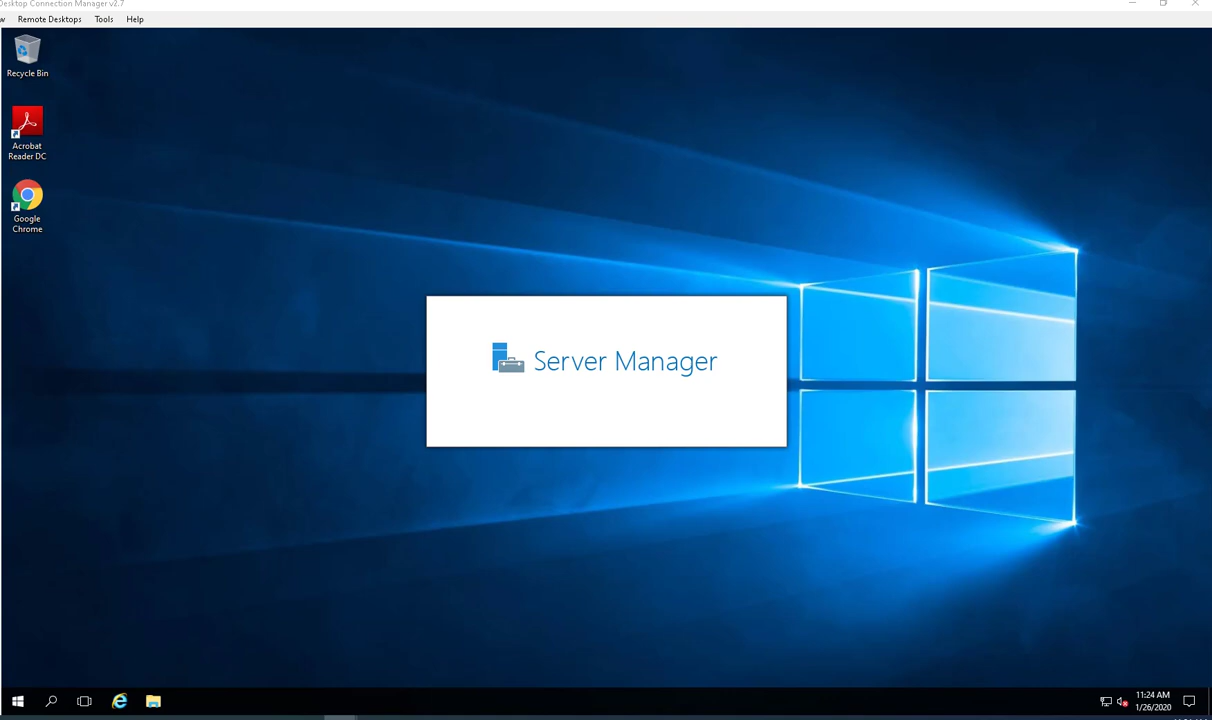 Desktop Connection Manager v2.7
w Remote Desktops Tools Help
Recycle Bin
Acrobat
Reader DC
Google
Chrome
Server Manager
11:24 AM
1/26/2020